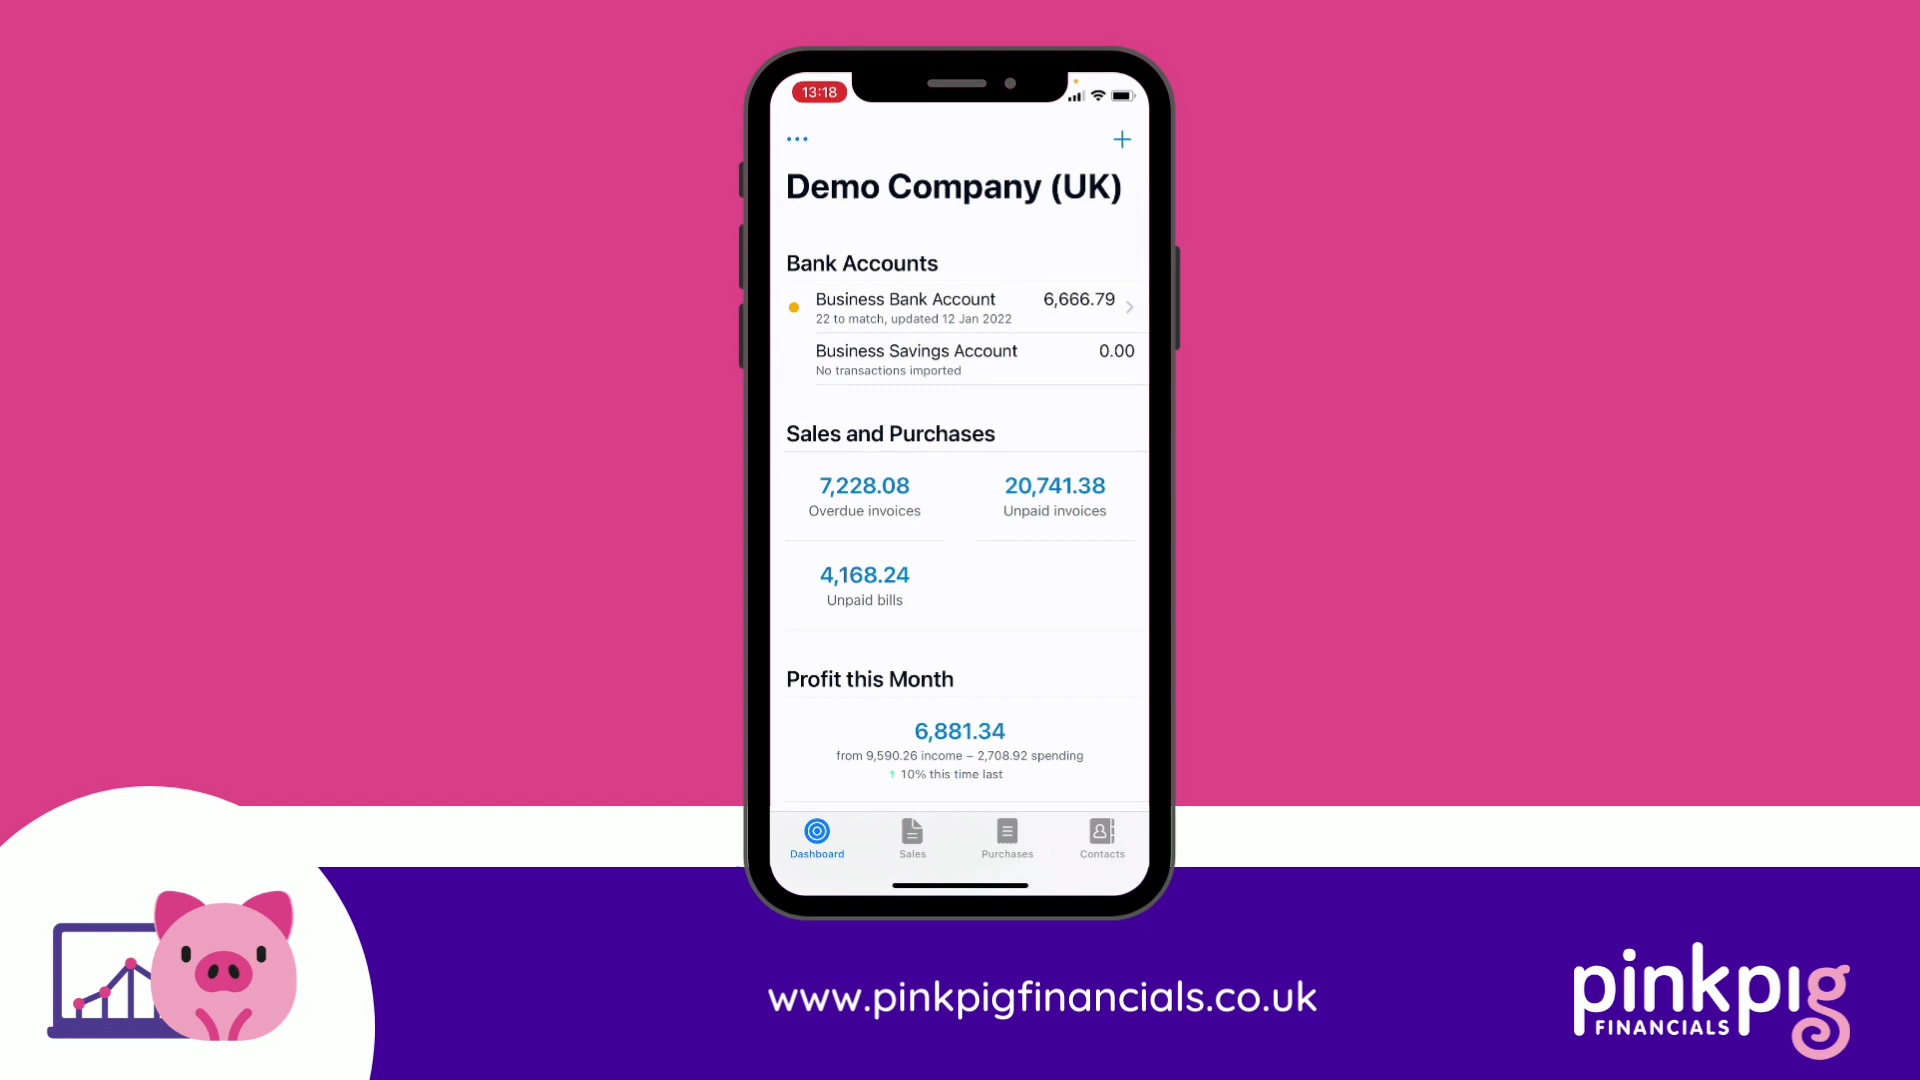 13:18
Demo Company (UK)
Bank Accounts
Business Bank Account 6,666.79
22 to match, updated 12 Jan 2022
Business Savings Account 0.00
No transactions imported
Sales and Purchases
7,228.08 20,741.38
Overdue invoices Unpaid invoices
4,168.24
Unpaid bills
Profit this Month
6,881.34
from 9,590.26 income – 2,708.92 spending
↑ 10% this time last
Dashboard Sales Purchases Contacts
www.pinkpigfinancials.co.uk
pinkpig
FINANCIALS